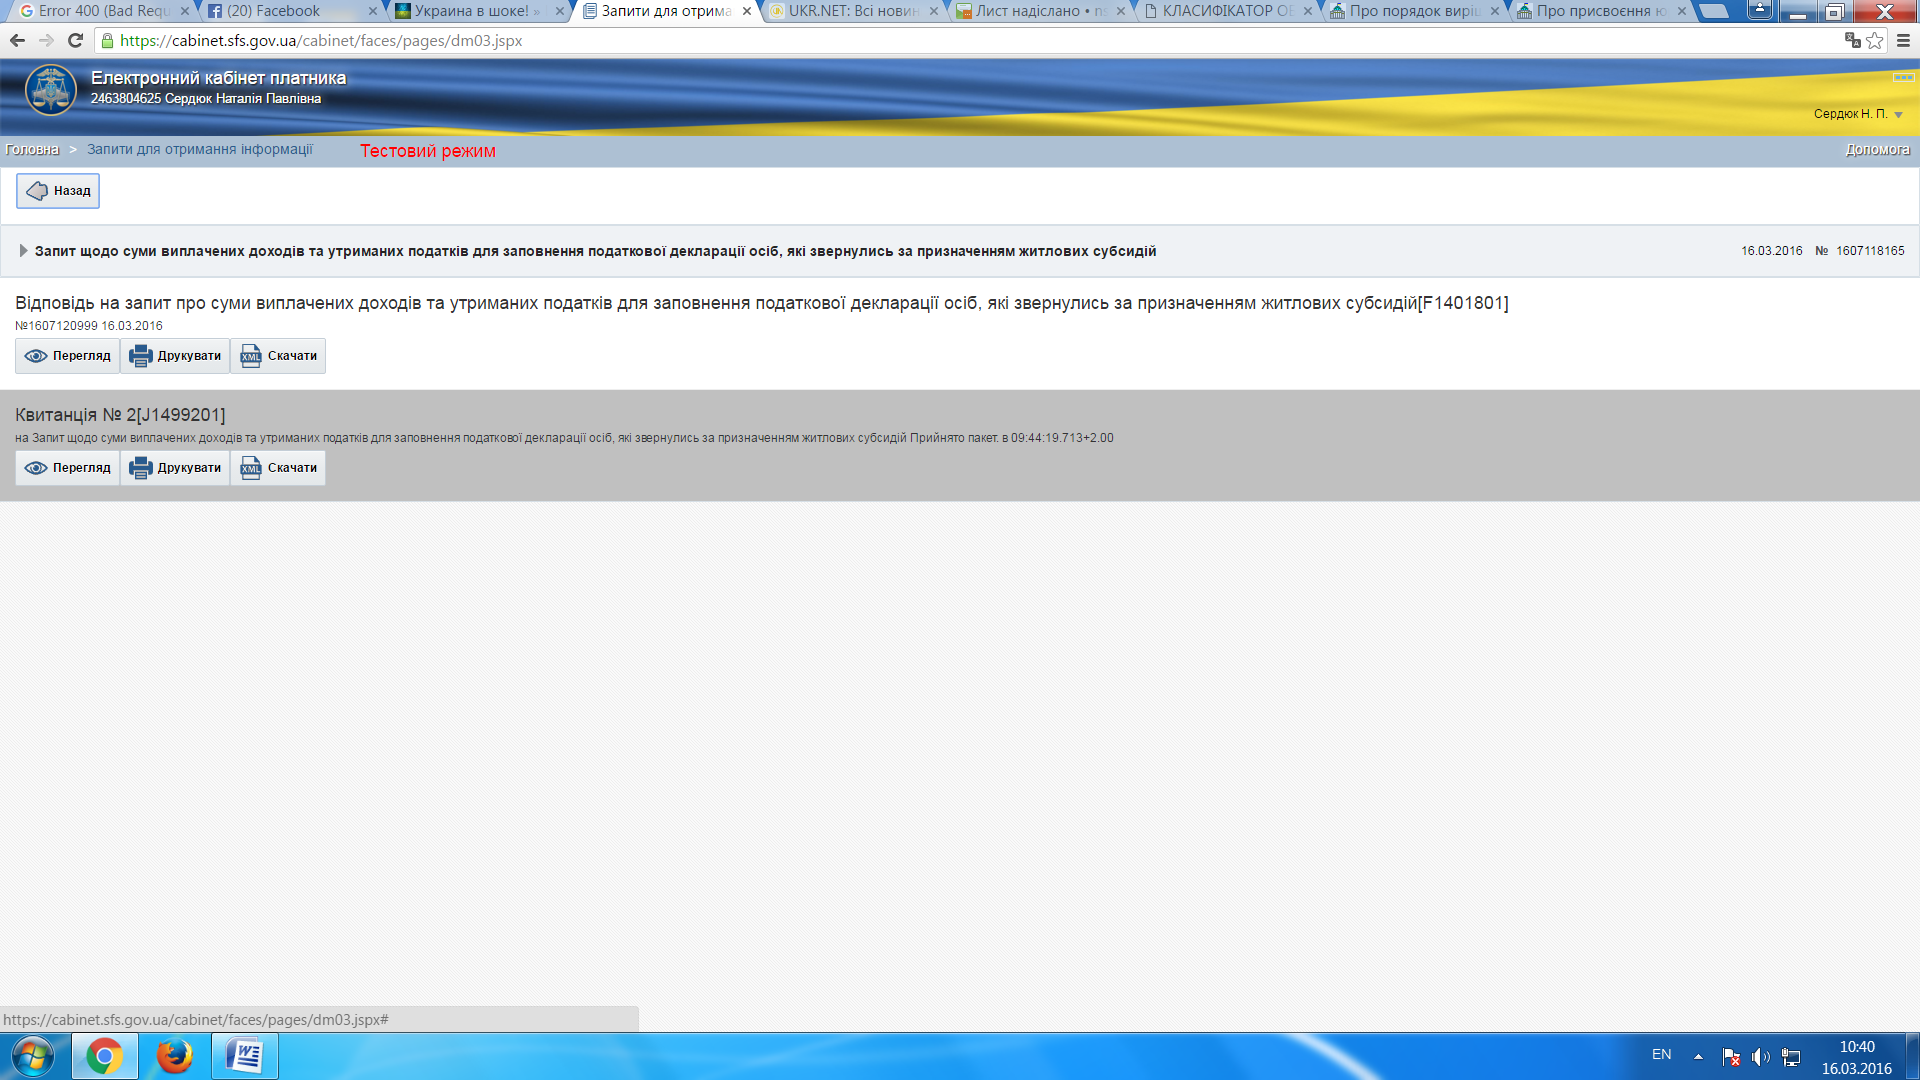 Error 400 (Bad Requ
(20) Facebook
Украина в шоке! »
Запити для отрима
UKR.NET: Всі новин
Лист надіслано • ns
КЛАСИФІКАТОР ОБ
Про порядок виріш
Про присвоєння ю
https://cabinet.sfs.gov.ua/cabinet/faces/pages/dm03.jspx
Електронний кабінет платника
2463804625 Сердюк Наталія Павлівна
Сердюк Н. П.
Головна > Запити для отримання інформації Тестовий режим Допомога
Назад
Запит щодо суми виплачених доходів та утриманих податків для заповнення податкової декларації осіб, які звернулись за призначенням житлових субсидій 16.03.2016 № 1607118165
Відповідь на запит про суми виплачених доходів та утриманих податків для заповнення податкової декларації осіб, які звернулись за призначенням житлових субсидій[F1401801]
№1607120999 16.03.2016
Перегляд Друкувати XML Скачати
Квитанція № 2[J1499201]
на Запит щодо суми виплачених доходів та утриманих податків для заповнення податкової декларації осіб, які звернулись за призначенням житлових субсидій Прийнято пакет. в 09:44:19.713+2.00
Перегляд Друкувати XML Скачати
https://cabinet.sfs.gov.ua/cabinet/faces/pages/dm03.jspx#
EN
10:40
16.03.2016